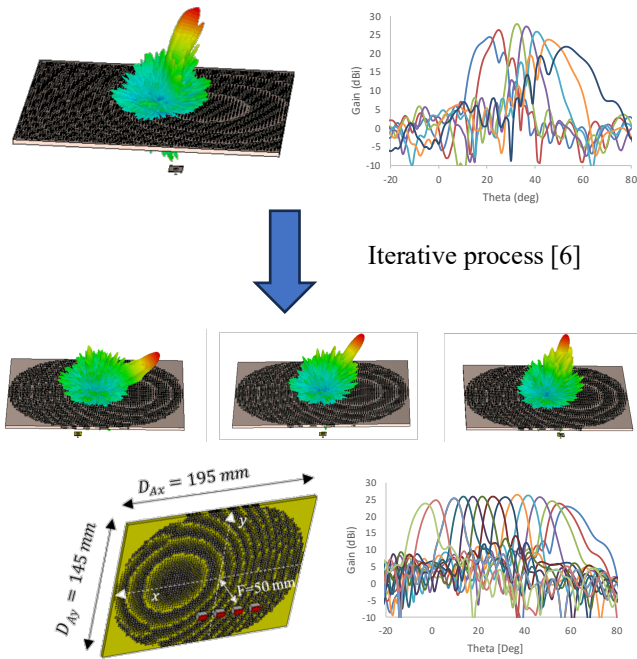 30
25
20
15
10
5
0
-5
-10
Gain (dBi)
-20 0 20 40 60 80
Theta (deg)
Iterative process [6]
D_Ax = 195 mm
D_Ay = 145 mm
y
x
F=50 mm
30
25
20
15
10
5
0
-5
-10
Gain (dBi)
-20 0 20 40 60 80
Theta [Deg]